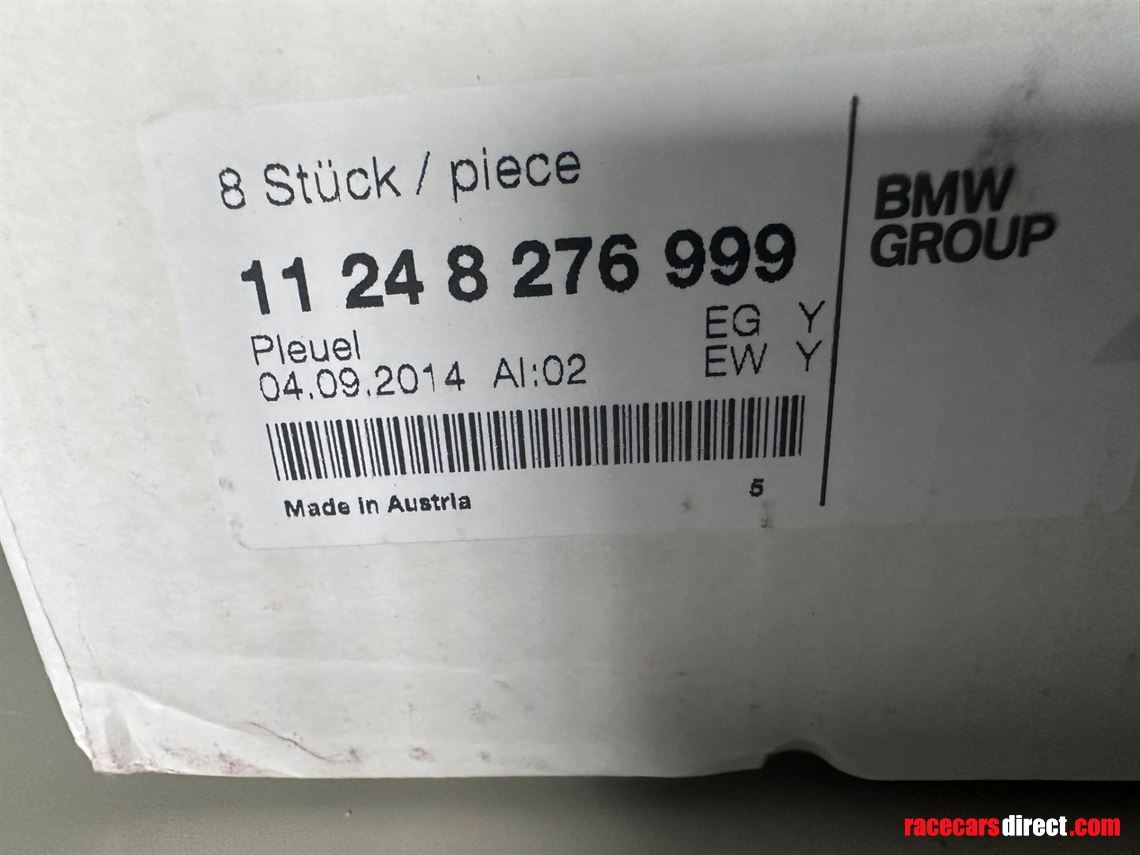 8 Stück / piece
BMW
GROUP
11 24 8 276 999
EG Y
Pleuel
EW Y
04.09.2014 AI:02
Made in Austria
5
racecarsdirect.com